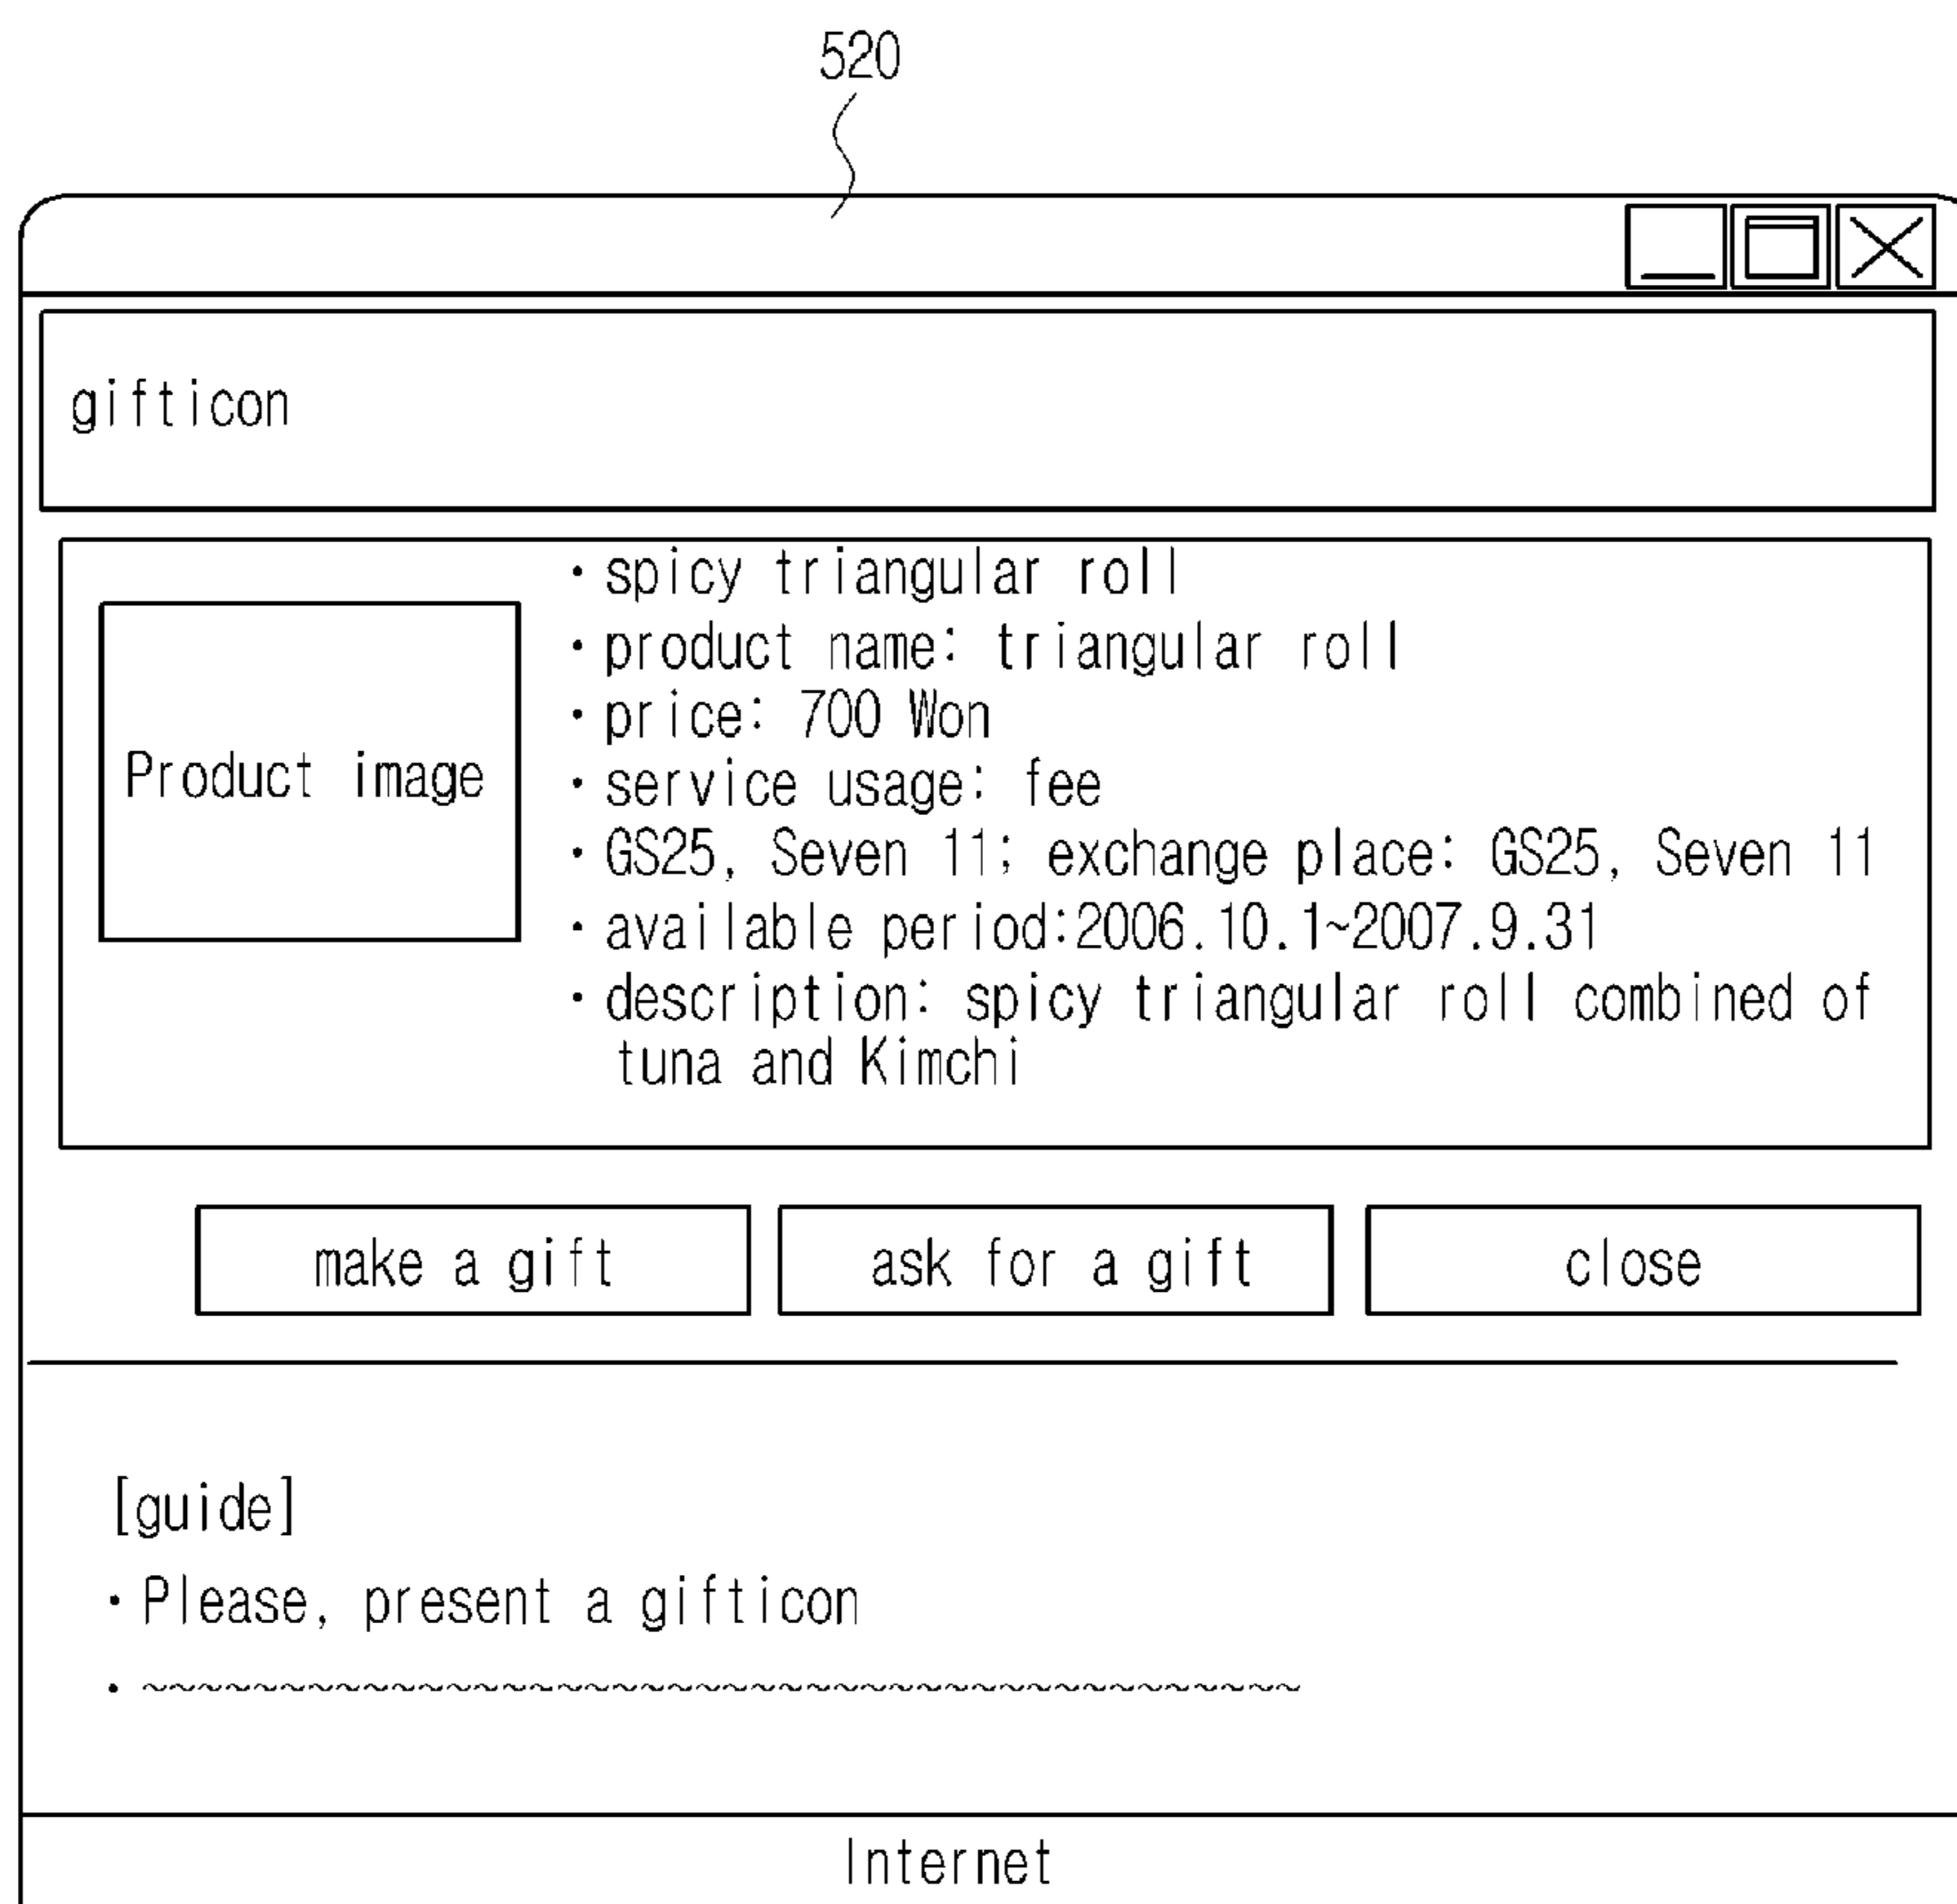 520
gifticon
Product image
· spicy triangular roll
· product name: triangular roll
· price: 700 Won
· service usage: fee
· GS25, Seven 11; exchange place: GS25, Seven 11
· available period:2006.10.1~2007.9.31
· description: spicy triangular roll combined of
tuna and Kimchi
make a gift
ask for a gift
close
[guide]
· Please, present a gifticon
· ~~~~~~~~~~~~~~~~~~~~~~~~~~~~~~~~~~~~~~~~~~
Internet